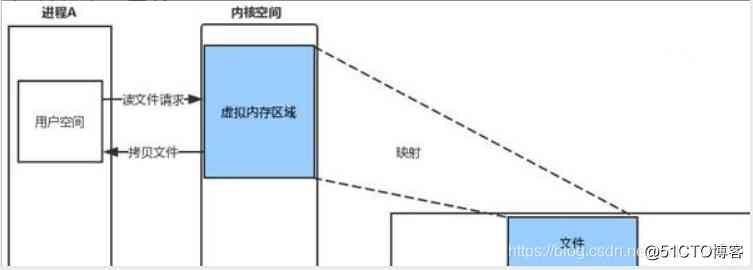 进程A
内核空间
用户空间
读文件请求
拷贝文件
虚拟内存区域
映射
文件
https://blog.csdn.ne
@51CTO博客